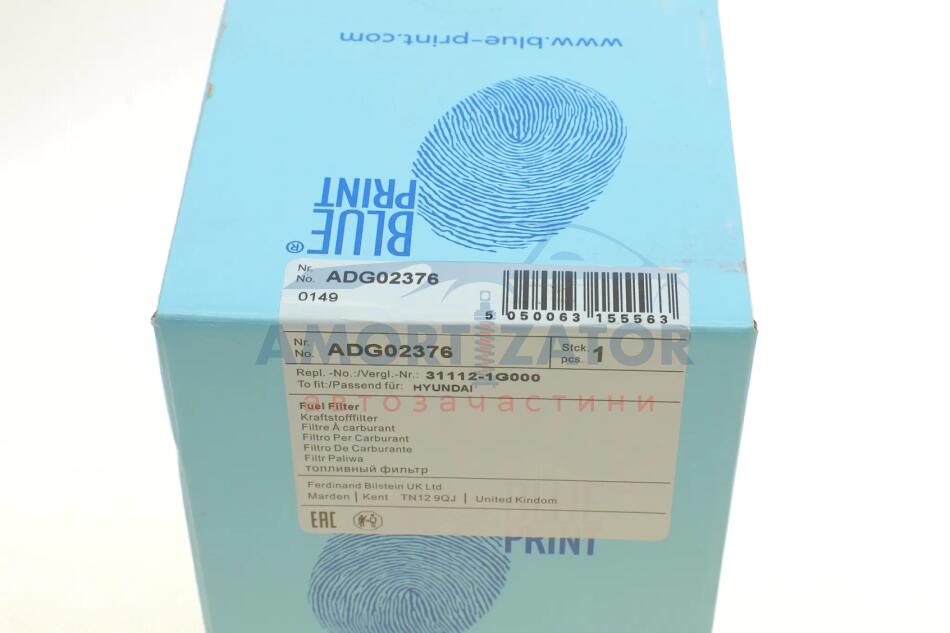 www.blue-print.com
BLUE
PRINT
®
Nr.
No. ADG02376
0149
5 050063 155563
AMORTIZATOR
автозачастини
Nr.
No. ADG02376
Stck.
pcs. 1
Repl. -No.:/Vergl.-Nr.: 31112-1G000
To fit:/Passend für: HYUNDAI
Fuel Filter
Kraftstofffilter
Filtre À carburant
Filtro Per Carburant
Filtro De Carburante
Filtr Paliwa
топливный фильтр
Ferdinand Bilstein UK Ltd
Marden | Kent TN12 9QJ | United Kindom
EAC
BLUE
PRINT